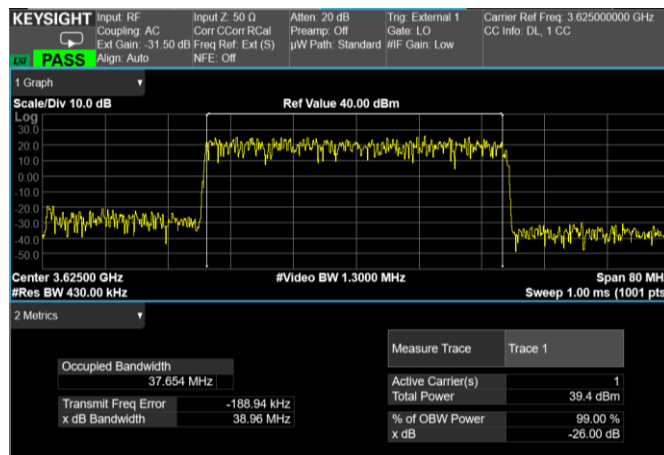 KEYSIGHT Input: RF Input Z: 50 Ω Atten: 20 dB Trig: External 1 Carrier Ref Freq: 3.625000000 GHz
Coupling: AC Corr CCorr RCal Preamp: Off Gate: LO CC Info: DL, 1 CC
Ext Gain: -31.50 dB Freq Ref: Ext (S) µW Path: Standard #IF Gain: Low
LXI PASS Align: Auto NFE: Off
1 Graph
Scale/Div 10.0 dB Ref Value 40.00 dBm
Log
30.0
20.0
10.0
0.00
-10.0
-20.0
-30.0
-40.0
-50.0
Center 3.62500 GHz #Video BW 1.3000 MHz Span 80 MH
#Res BW 430.00 kHz Sweep 1.00 ms (1001 pts
2 Metrics
Measure Trace Trace 1
Occupied Bandwidth
37.654 MHz
Active Carrier(s) 1
Total Power 39.4 dBm
Transmit Freq Error -188.94 kHz
x dB Bandwidth 38.96 MHz
% of OBW Power 99.00 %
x dB -26.00 dB